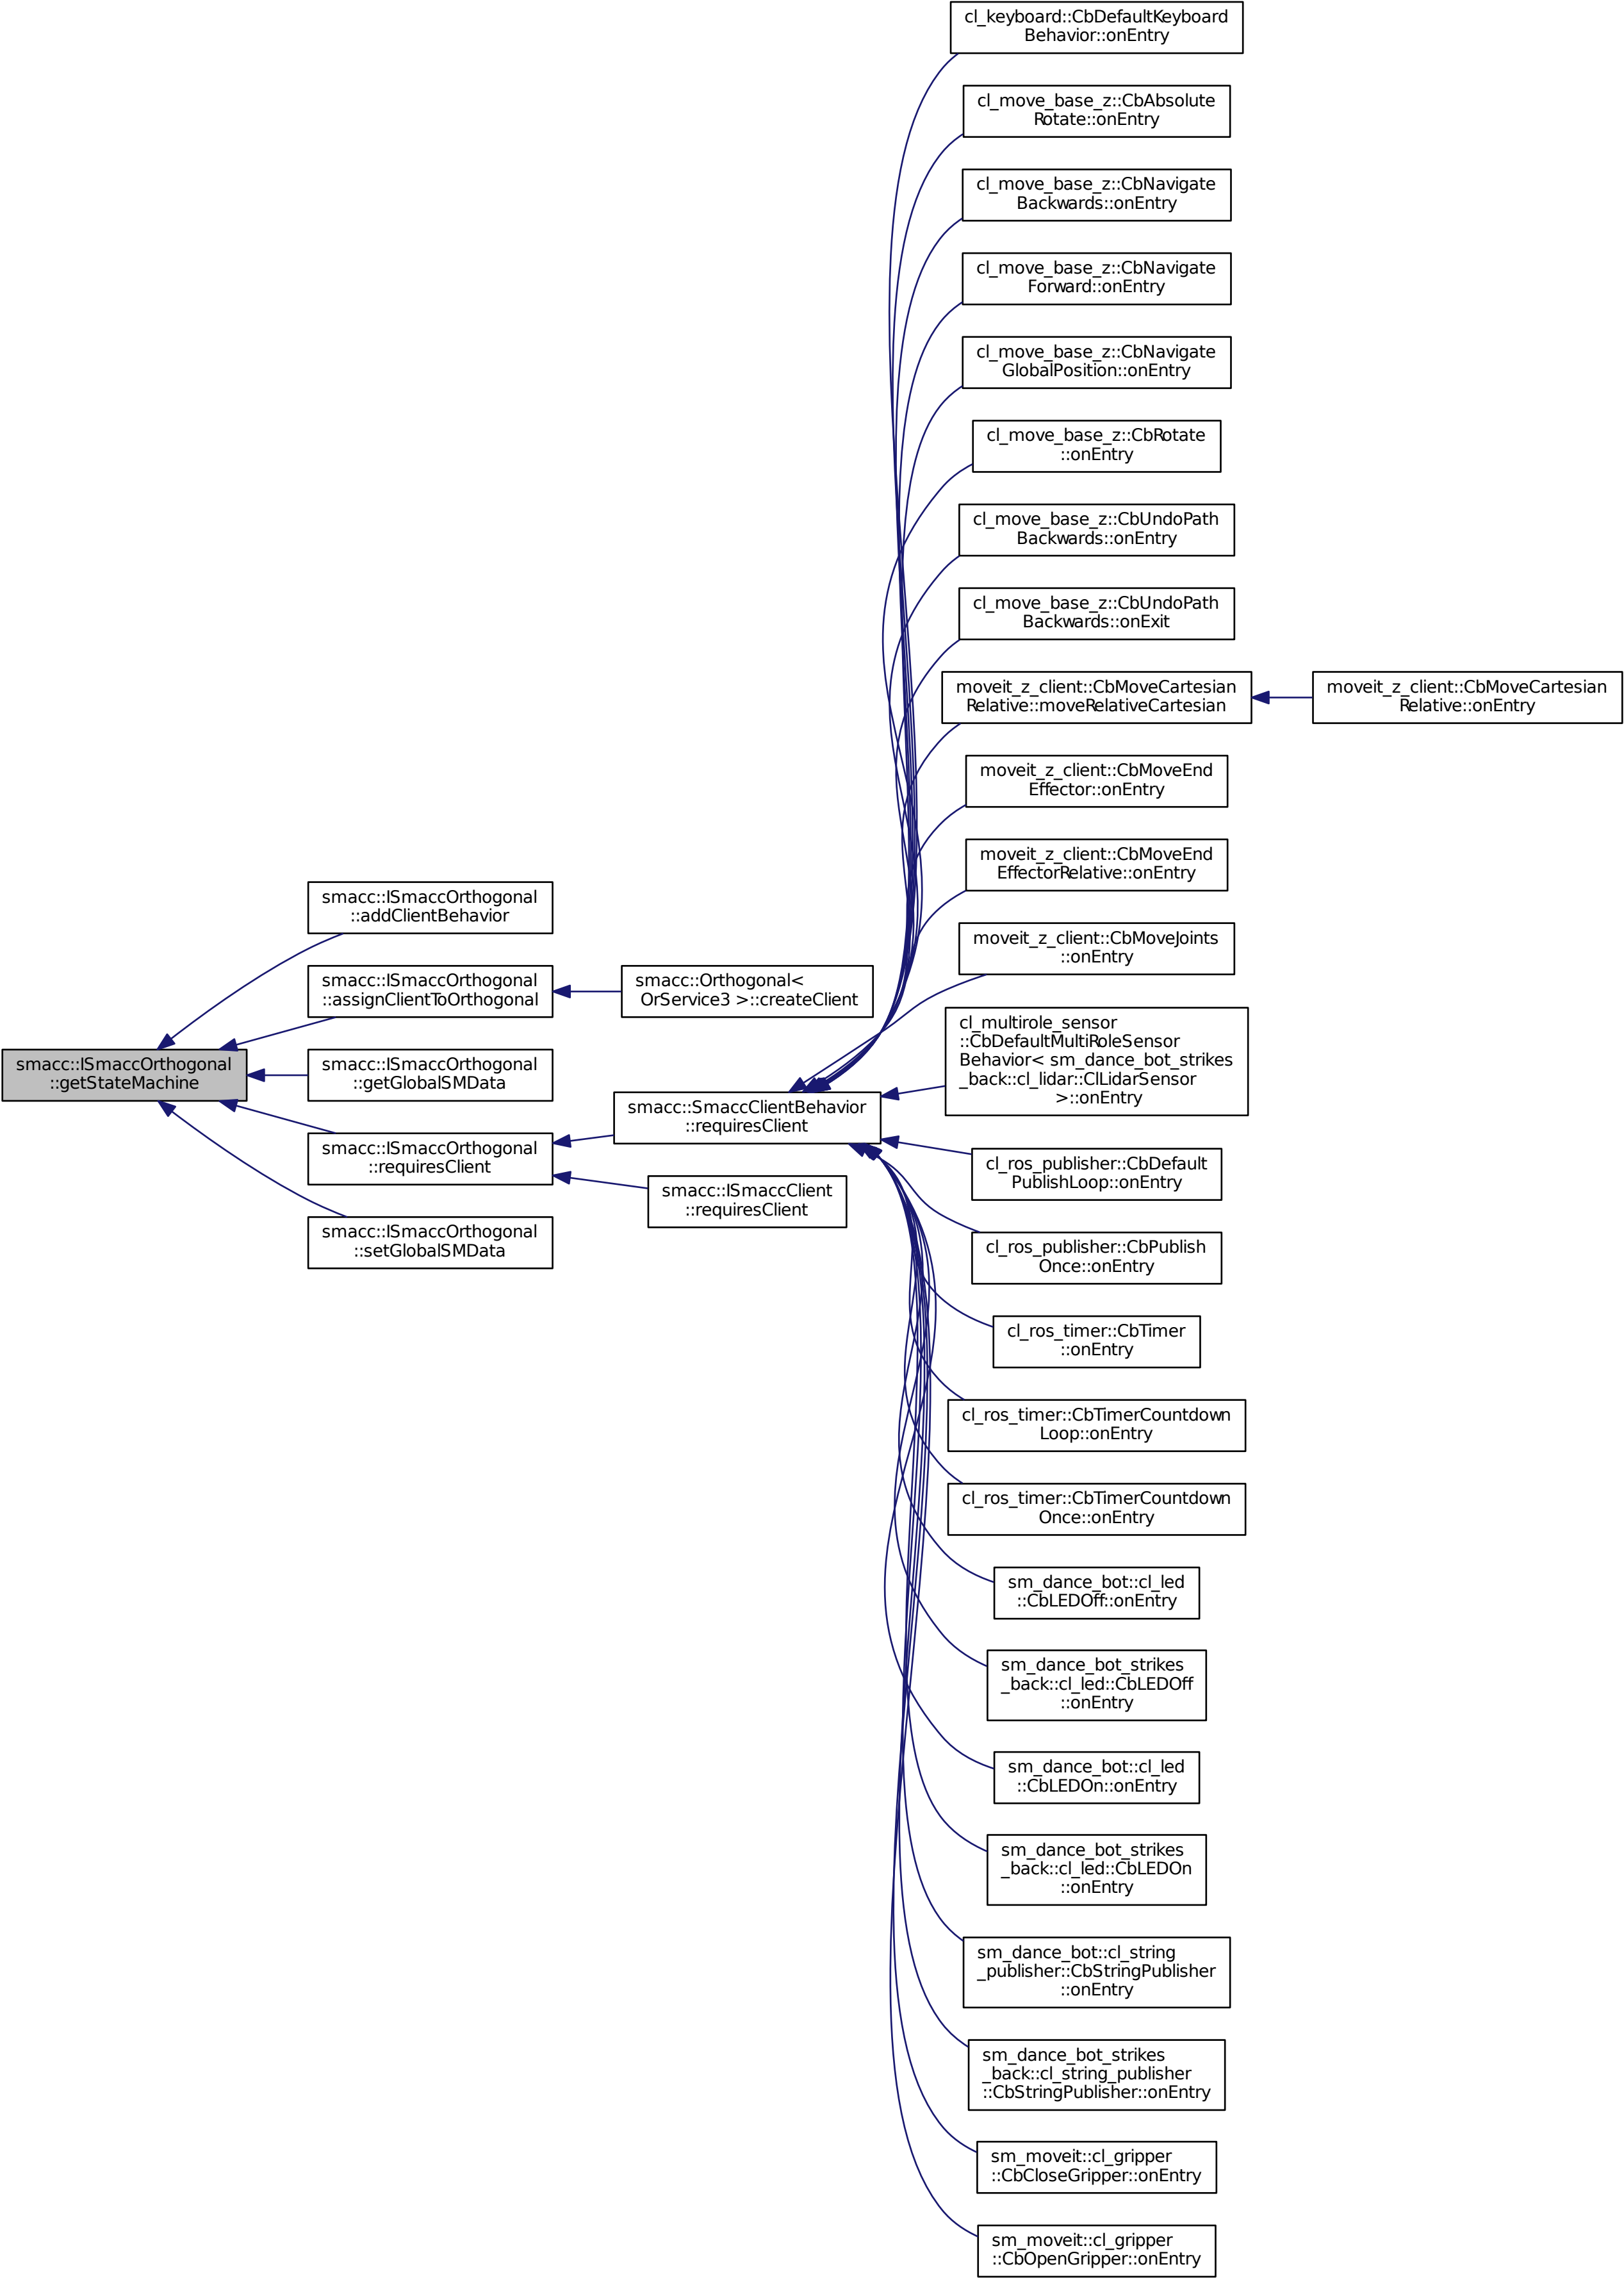 smacc::ISmaccOrthogonal
::getStateMachine
smacc::ISmaccOrthogonal
::addClientBehavior
smacc::ISmaccOrthogonal
::assignClientToOrthogonal
smacc::ISmaccOrthogonal
::getGlobalSMData
smacc::ISmaccOrthogonal
::requiresClient
smacc::ISmaccOrthogonal
::setGlobalSMData
smacc::Orthogonal<
OrService3 >::createClient
smacc::SmaccClientBehavior
::requiresClient
smacc::ISmaccClient
::requiresClient
cl_keyboard::CbDefaultKeyboard
Behavior::onEntry
cl_move_base_z::CbAbsolute
Rotate::onEntry
cl_move_base_z::CbNavigate
Backwards::onEntry
cl_move_base_z::CbNavigate
Forward::onEntry
cl_move_base_z::CbNavigate
GlobalPosition::onEntry
cl_move_base_z::CbRotate
::onEntry
cl_move_base_z::CbUndoPath
Backwards::onEntry
cl_move_base_z::CbUndoPath
Backwards::onExit
moveit_z_client::CbMoveCartesian
Relative::moveRelativeCartesian
moveit_z_client::CbMoveCartesian
Relative::onEntry
moveit_z_client::CbMoveEnd
Effector::onEntry
moveit_z_client::CbMoveEnd
EffectorRelative::onEntry
moveit_z_client::CbMoveJoints
::onEntry
cl_multirole_sensor
::CbDefaultMultiRoleSensor
Behavior< sm_dance_bot_strikes
_back::cl_lidar::ClLidarSensor
>::onEntry
cl_ros_publisher::CbDefault
PublishLoop::onEntry
cl_ros_publisher::CbPublish
Once::onEntry
cl_ros_timer::CbTimer
::onEntry
cl_ros_timer::CbTimerCountdown
Loop::onEntry
cl_ros_timer::CbTimerCountdown
Once::onEntry
sm_dance_bot::cl_led
::CbLEDOff::onEntry
sm_dance_bot_strikes
_back::cl_led::CbLEDOff
::onEntry
sm_dance_bot::cl_led
::CbLEDOn::onEntry
sm_dance_bot_strikes
_back::cl_led::CbLEDOn
::onEntry
sm_dance_bot::cl_string
_publisher::CbStringPublisher
::onEntry
sm_dance_bot_strikes
_back::cl_string_publisher
::CbStringPublisher::onEntry
sm_moveit::cl_gripper
::CbCloseGripper::onEntry
sm_moveit::cl_gripper
::CbOpenGripper::onEntry